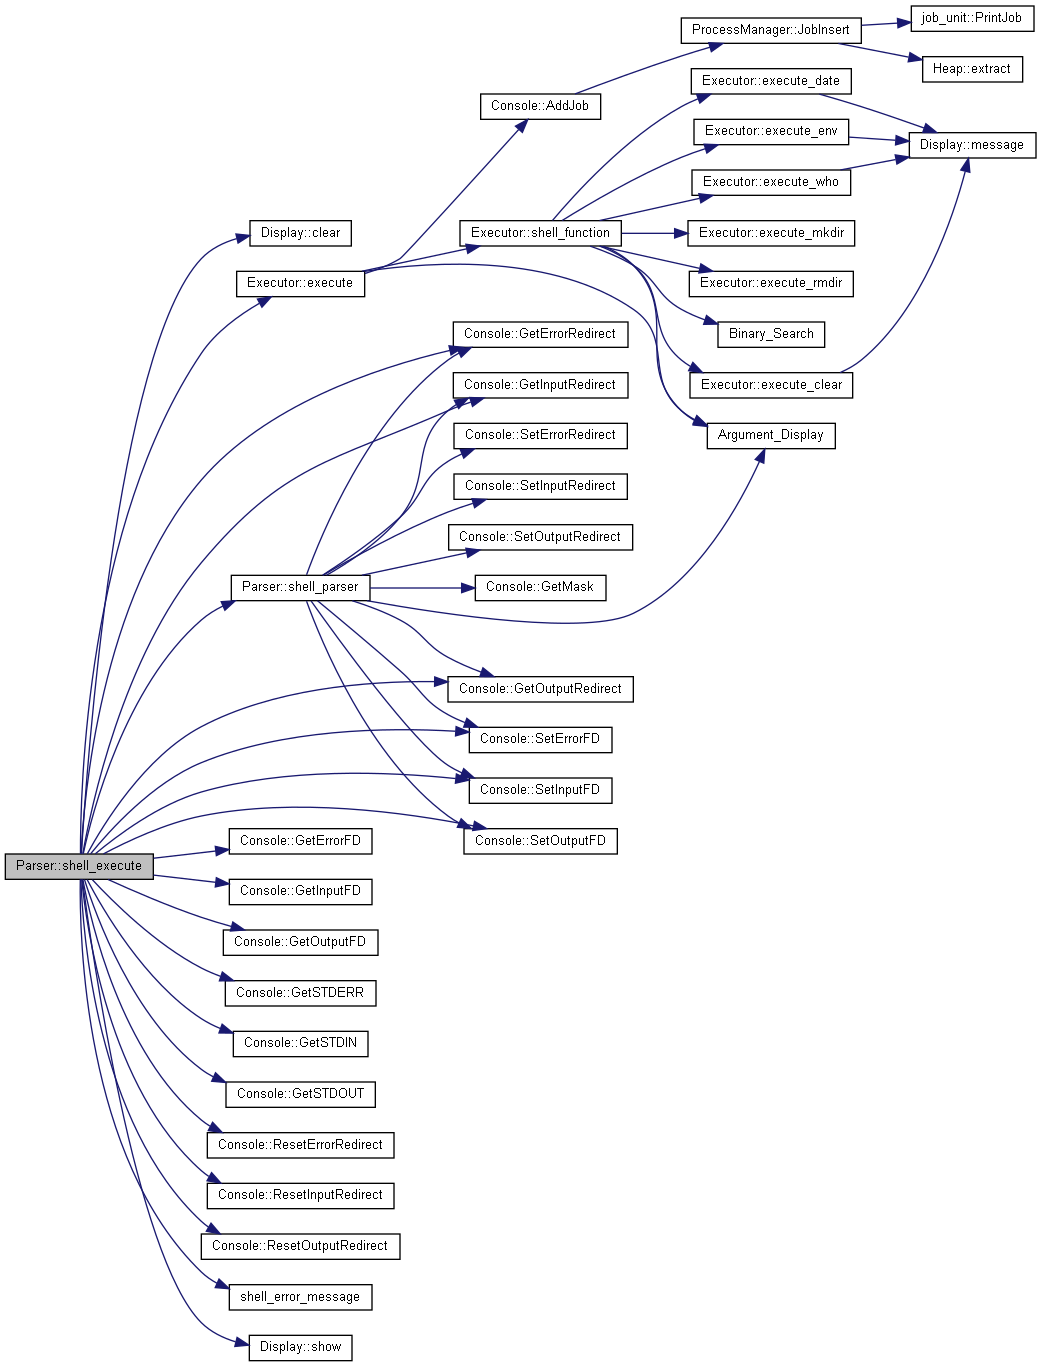 job_unit::PrintJob
ProcessManager::JobInsert
Heap::extract
Executor::execute_date
Console::AddJob
Executor::execute_env
Display::message
Executor::execute_who
Display::clear
Executor::shell_function
Executor::execute_mkdir
Executor::execute
Executor::execute_rmdir
Console::GetErrorRedirect
Binary_Search
Console::GetInputRedirect
Executor::execute_clear
Console::SetErrorRedirect
Argument_Display
Console::SetInputRedirect
Console::SetOutputRedirect
Parser::shell_parser
Console::GetMask
Console::GetOutputRedirect
Console::SetErrorFD
Console::SetInputFD
Console::GetErrorFD
Console::SetOutputFD
Parser::shell_execute
Console::GetInputFD
Console::GetOutputFD
Console::GetSTDERR
Console::GetSTDIN
Console::GetSTDOUT
Console::ResetErrorRedirect
Console::ResetInputRedirect
Console::ResetOutputRedirect
shell_error_message
Display::show